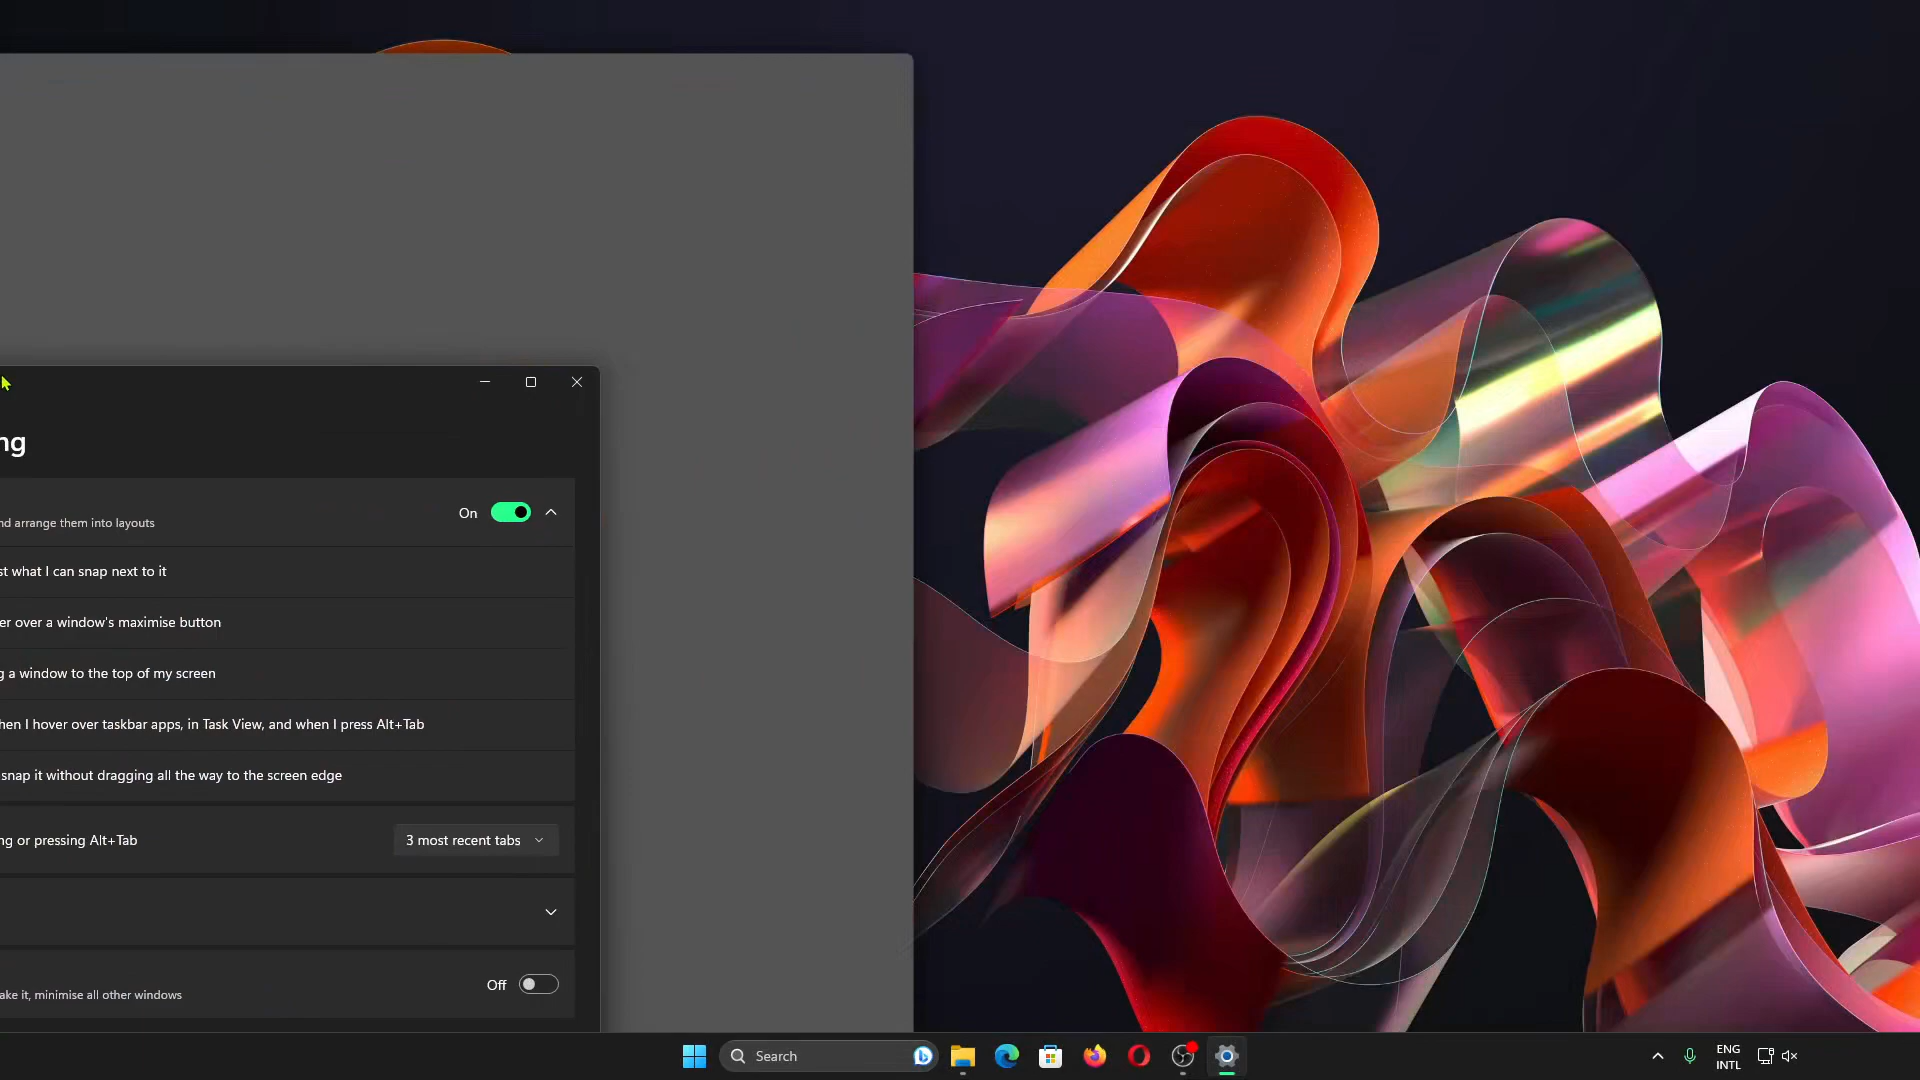 ng
On
nd arrange them into layouts
st what I can snap next to it
er over a window's maximise button
g a window to the top of my screen
hen I hover over taskbar apps, in Task View, and when I press Alt+Tab
snap it without dragging all the way to the screen edge
ng or pressing Alt+Tab
3 most recent tabs
Off
ake it, minimise all other windows
Search
ENG
INTL